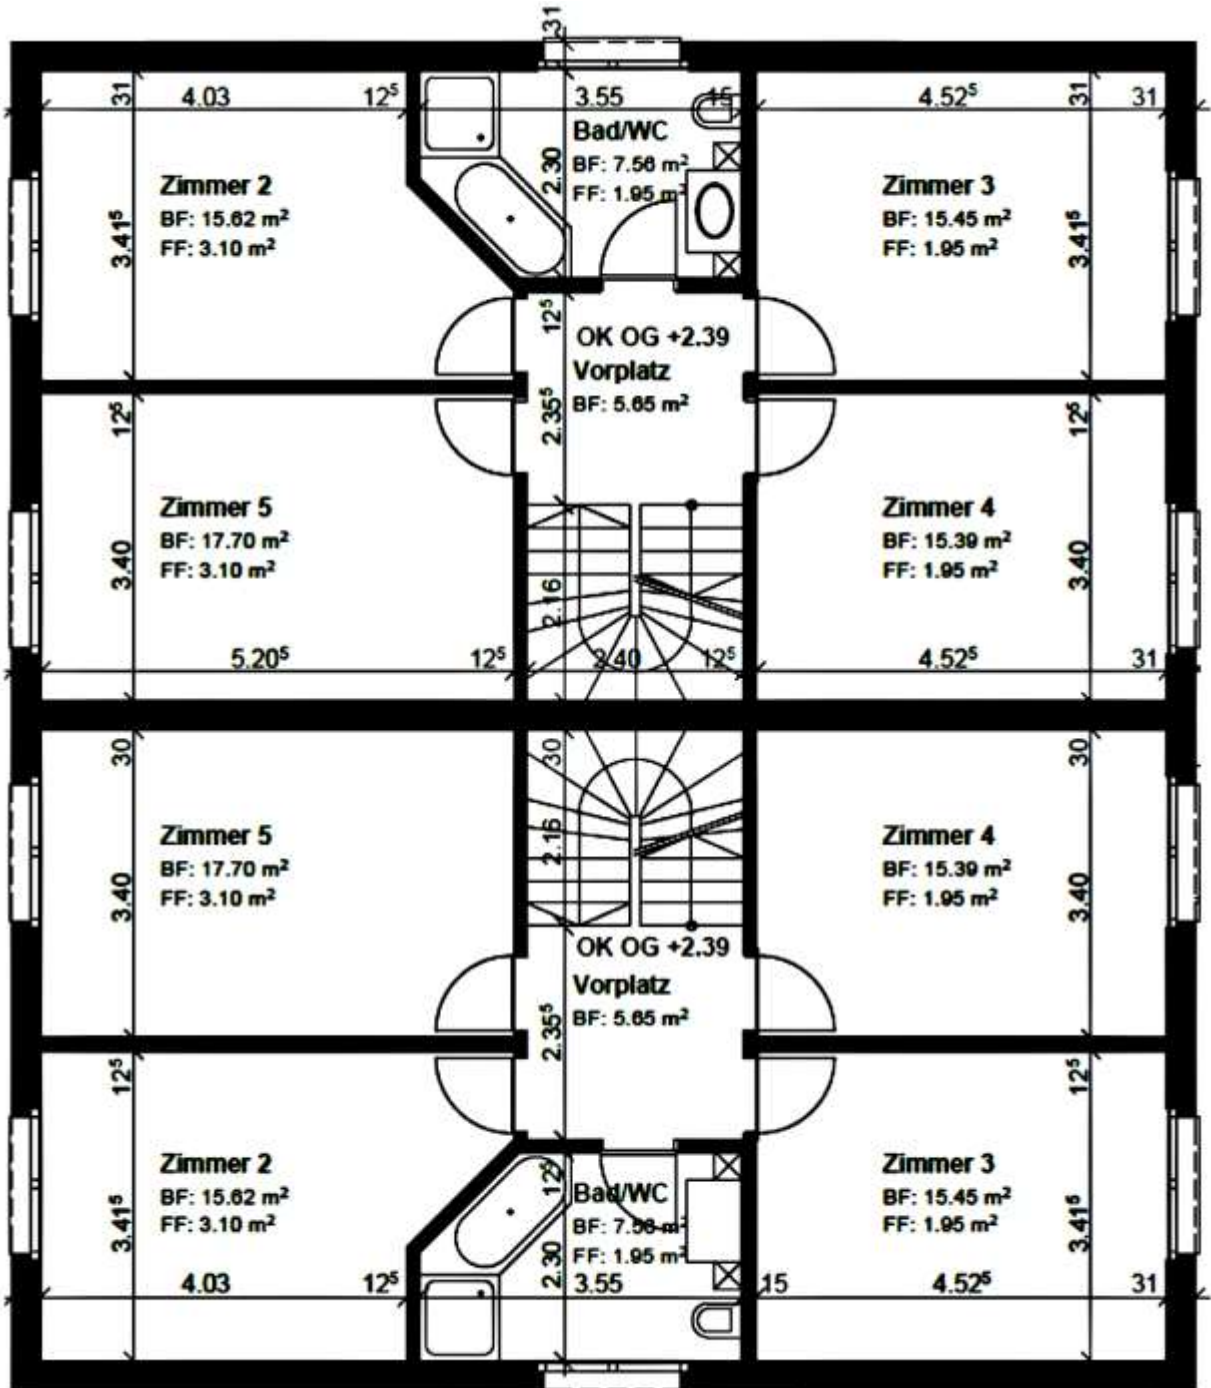 31
31 4.03 12⁵ 3.55 15 4.52⁵ 31 31
Bad/WC
BF: 7.56 m²
FF: 1.95 m²
2.30
Zimmer 2
BF: 15.62 m²
FF: 3.10 m²
3.41⁵
Zimmer 3
BF: 15.45 m²
FF: 1.95 m²
3.41⁵
12⁵
OK OG +2.39
Vorplatz
BF: 5.65 m²
2.35⁵
12⁵
12⁵
Zimmer 5
BF: 17.70 m²
FF: 3.10 m²
3.40
Zimmer 4
BF: 15.39 m²
FF: 1.95 m²
3.40
2.16
5.20⁵ 12⁵ 2.40 12⁵ 4.52⁵ 31
30 30 30
Zimmer 5
BF: 17.70 m²
FF: 3.10 m²
3.40
2.16
Zimmer 4
BF: 15.39 m²
FF: 1.95 m²
3.40
OK OG +2.39
Vorplatz
BF: 5.65 m²
2.35⁵
12⁵
12⁵
Zimmer 2
BF: 15.62 m²
FF: 3.10 m²
3.41⁵
12⁵
Bad/WC
BF: 7.56 m²
FF: 1.95 m²
2.30
Zimmer 3
BF: 15.45 m²
FF: 1.95 m²
3.41⁵
4.03 12⁵ 3.55 15 4.52⁵ 31